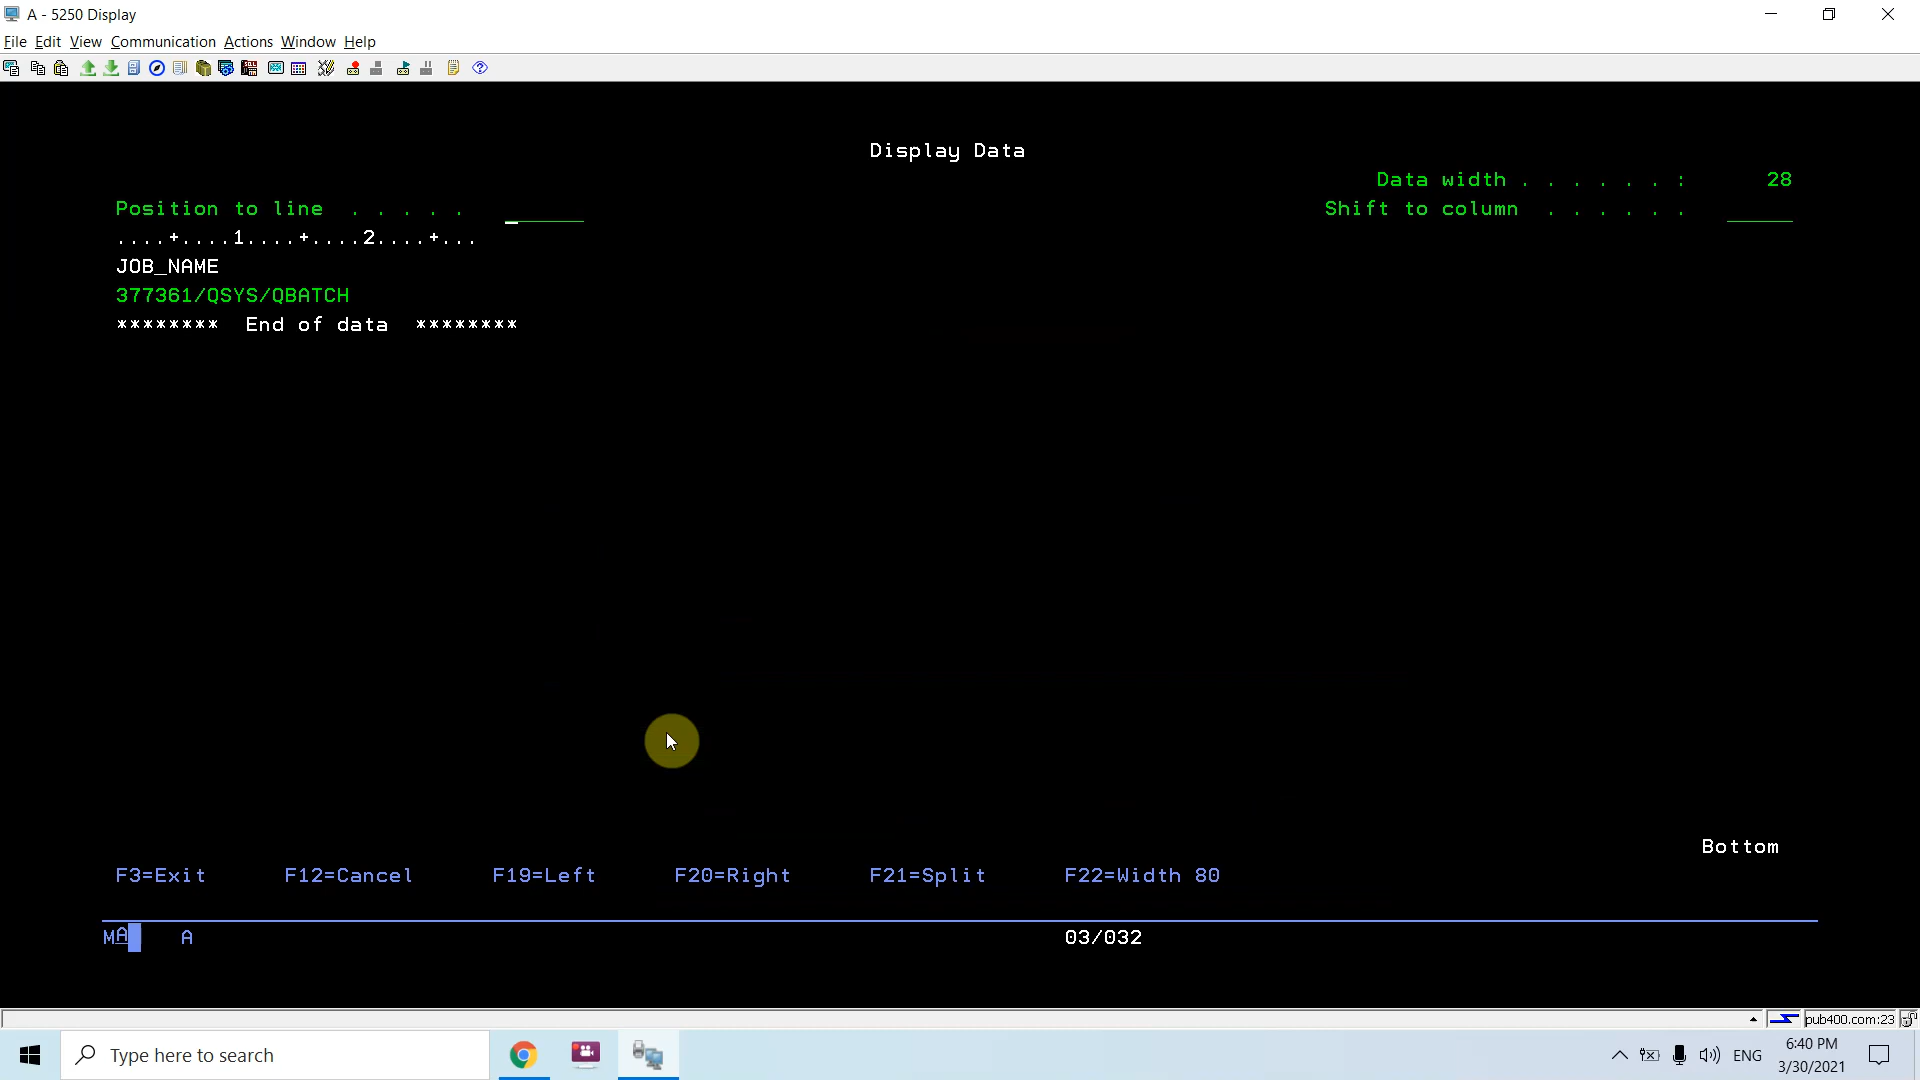 A - 5250 Display
File Edit View Communication Actions Window Help
Display Data
Data width . . . . . . : 28
Position to line . . . . . Shift to column . . . . . .
....+....1....+....2....+...
JOB_NAME
377361/QSYS/QBATCH
******** End of data ********
Bottom
F3=Exit F12=Cancel F19=Left F20=Right F21=Split F22=Width 80
MA A 03/032
pub400.com:23
Type here to search
ENG
6:40 PM
3/30/2021